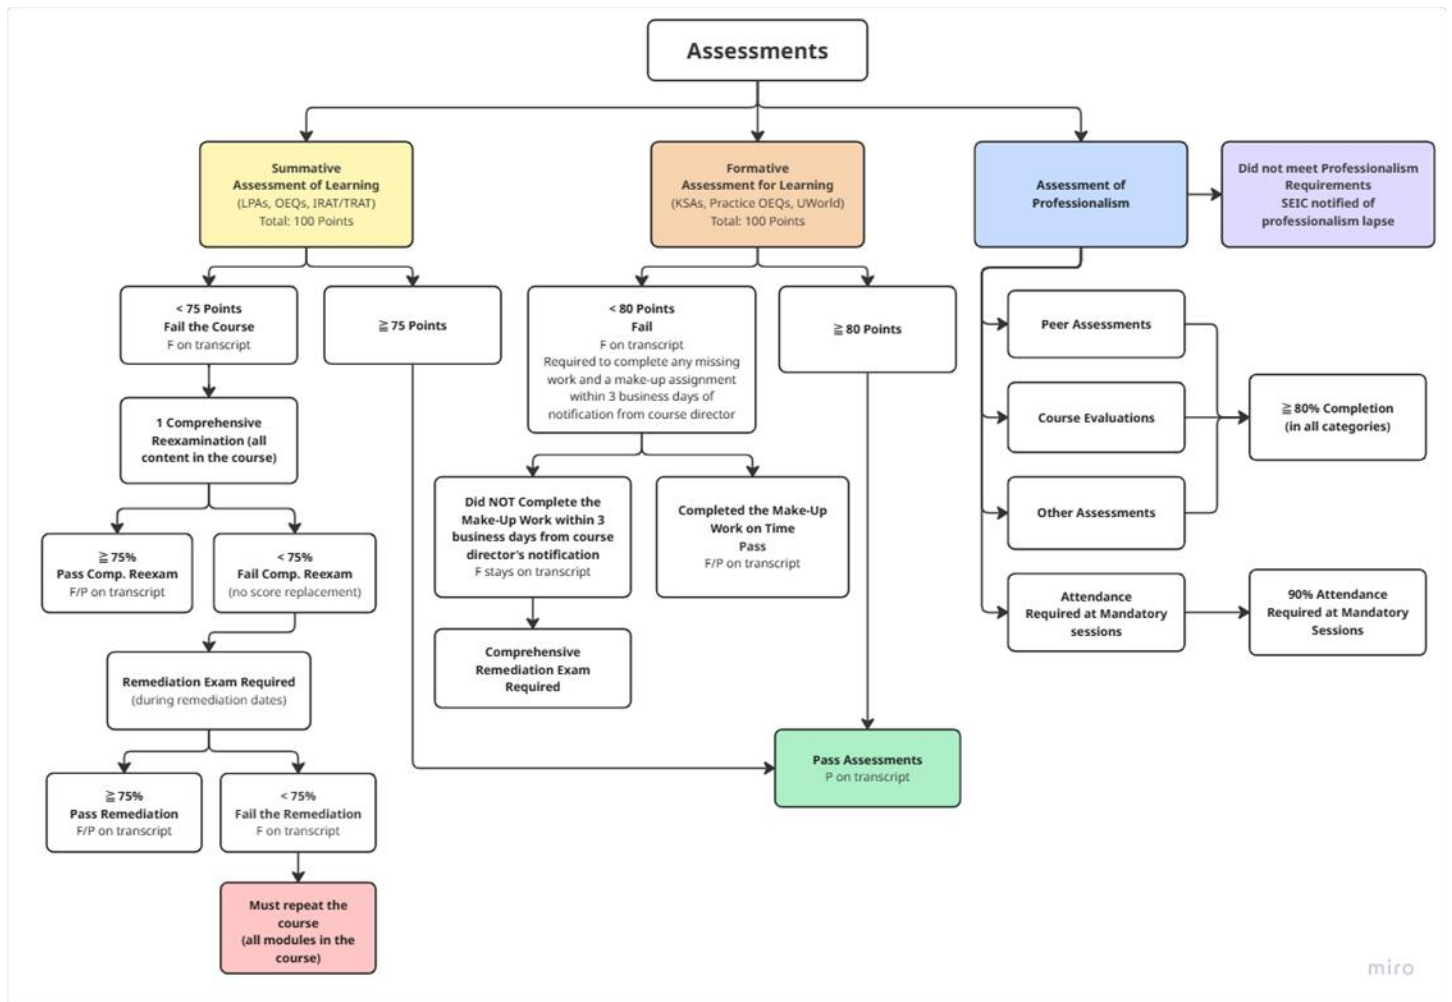 Assessments
Summative
Assessment of Learning
(LPAs, OEQs, IRAT/TRAT)
Total: 100 Points
Formative
Assessment for Learning
(KSAs, Practice OEQs, UWorld)
Total: 100 Points
Assessment of
Professionalism
Did not meet Professionalism
Requirements
SEIC notified of
professionalism lapse
< 75 Points
Fail the Course
F on transcript
≧ 75 Points
< 80 Points
Fail
F on transcript
Required to complete any missing
work and a make-up assignment
within 3 business days of
notification from course director
≧ 80 Points
Peer Assessments
Course Evaluations
Other Assessments
≧ 80% Completion
(in all categories)
Attendance
Required at Mandatory
sessions
90% Attendance
Required at Mandatory
Sessions
1 Comprehensive
Reexamination (all
content in the course)
≧ 75%
Pass Comp. Reexam
F/P on transcript
< 75%
Fail Comp. Reexam
(no score replacement)
Did NOT Complete the
Make-Up Work within 3
business days from course
director's notification
F stays on transcript
Completed the Make-Up
Work on Time
Pass
F/P on transcript
Comprehensive
Remediation Exam
Required
Remediation Exam Required
(during remediation dates)
Pass Assessments
P on transcript
≧ 75%
Pass Remediation
F/P on transcript
< 75%
Fail the Remediation
F on transcript
Must repeat the
course
(all modules in the
course)
miro